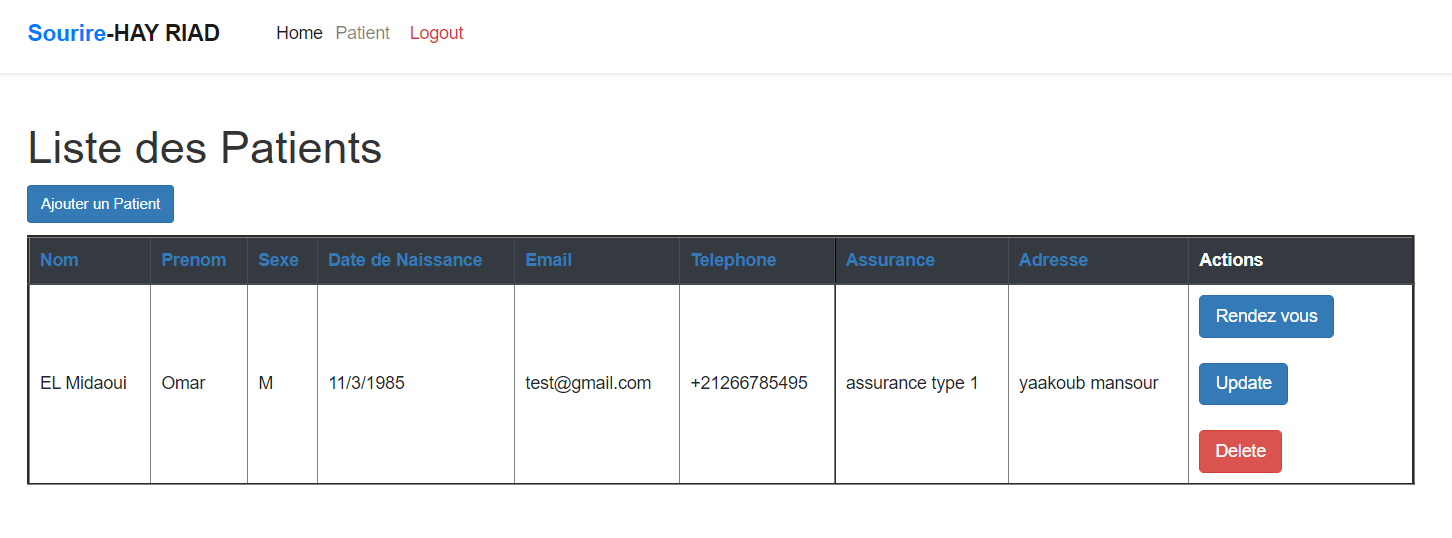 Sourire-HAY RIAD Home Patient Logout
Liste des Patients
Ajouter un Patient
Nom Prenom Sexe Date de Naissance Email Telephone Assurance Adresse Actions
EL Midaoui Omar M 11/3/1985 test@gmail.com +21266785495 assurance type 1 yaakoub mansour
Rendez vous
Update
Delete